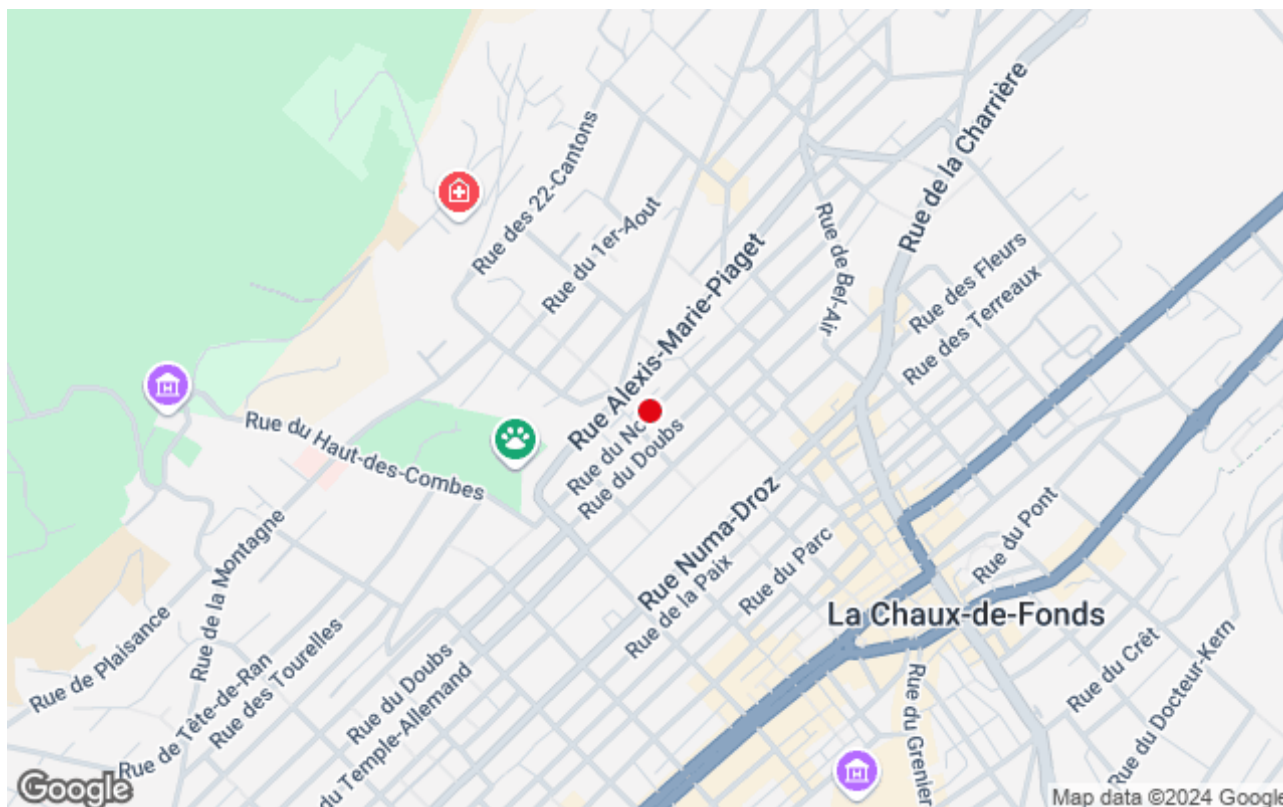 Rue de la Charrière
Rue des 22-Cantons
Rue du 1er-Aout
Rue de Bel-Air
Rue des Fleurs
Rue Alexis-Marie-Piaget
Rue des Terreaux
Rue du Haut-des-Combes
Rue du No
Rue du Doubs
Rue Numa-Droz
Rue du Pont
Rue de la Montagne
Rue de la Paix
Rue du Parc
La Chaux-de-Fonds
Rue de Plaisance
Rue du Crêt
Rue de Tête-de-Ran
Rue des Tourelles
Rue du Doubs
du Temple-Allemand
Rue du Grenier
Rue du Docteur-Kern
Google
Map data ©2024 Google